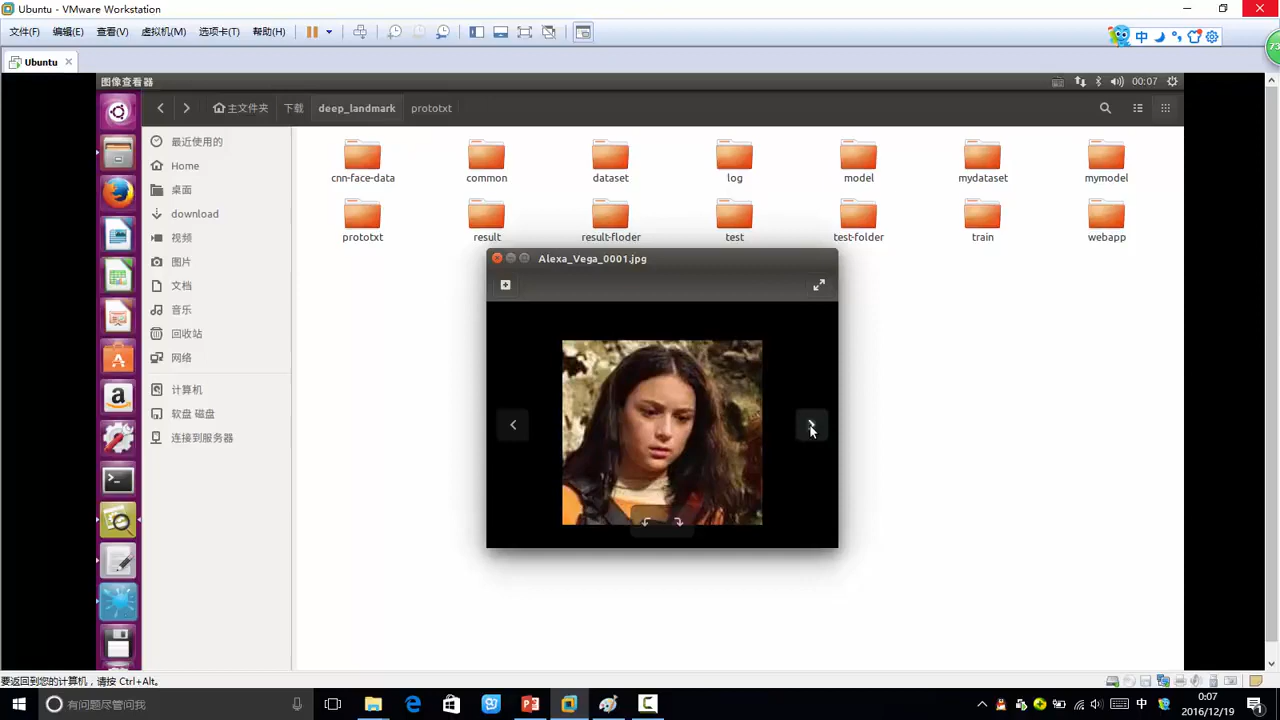 Ubuntu - VMware Workstation
文件(F) 编辑(E) 查看(V) 虚拟机(M) 选项卡(T) 帮助(H)
中
73
Ubuntu
图像查看器
00:07
主文件夹 下载 deep_landmark prototxt
最近使用的
Home
桌面
download
视频
图片
文档
音乐
回收站
网络
计算机
软盘 磁盘
连接到服务器
cnn-face-data common dataset log model mydataset mymodel
prototxt result result-floder test test-folder train webapp
Alexa_Vega_0001.jpg
要返回到您的计算机，请按 Ctrl+Alt。
有问题尽管问我
中
0:07
2016/12/19